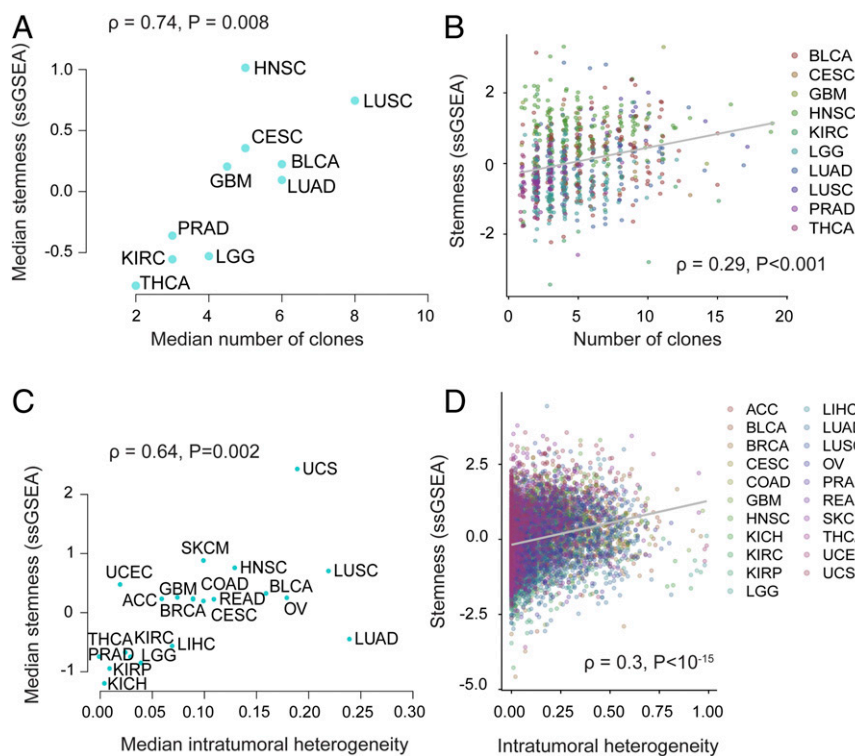 A
ρ = 0.74, P = 0.008
Median stemness (ssGSEA)
1.0
0.5
0.0
-0.5
HNSC
LUSC
CESC
GBM
BLCA
LUAD
PRAD
KIRC
LGG
THCA
2 4 6 8 10
Median number of clones
B
Stemness (ssGSEA)
2
0
-2
ρ = 0.29, P<0.001
0 5 10 15 20
Number of clones
BLCA
CESC
GBM
HNSC
KIRC
LGG
LUAD
LUSC
PRAD
THCA
C
ρ = 0.64, P=0.002
Median stemness (ssGSEA)
2
1
0
-1
UCS
SKCM
HNSC
LUSC
UCEC
GBM
COAD
BLCA
ACC
READ
BRCA
CESC
OV
THCA
KIRC
LIHC
LUAD
PRAD
LGG
KIRP
KICH
0.00 0.05 0.10 0.15 0.20 0.25 0.30
Median intratumoral heterogeneity
D
Stemness (ssGSEA)
5.0
2.5
0.0
-2.5
-5.0
ρ = 0.3, P<10⁻¹⁵
0.00 0.25 0.50 0.75 1.00
Intratumoral heterogeneity
ACC LIHC
BLCA LUAD
BRCA LUSC
CESC OV
COAD PRA
GBM REA
HNSC SKC
KICH THC
KIRC UCE
KIRP UCS
LGG